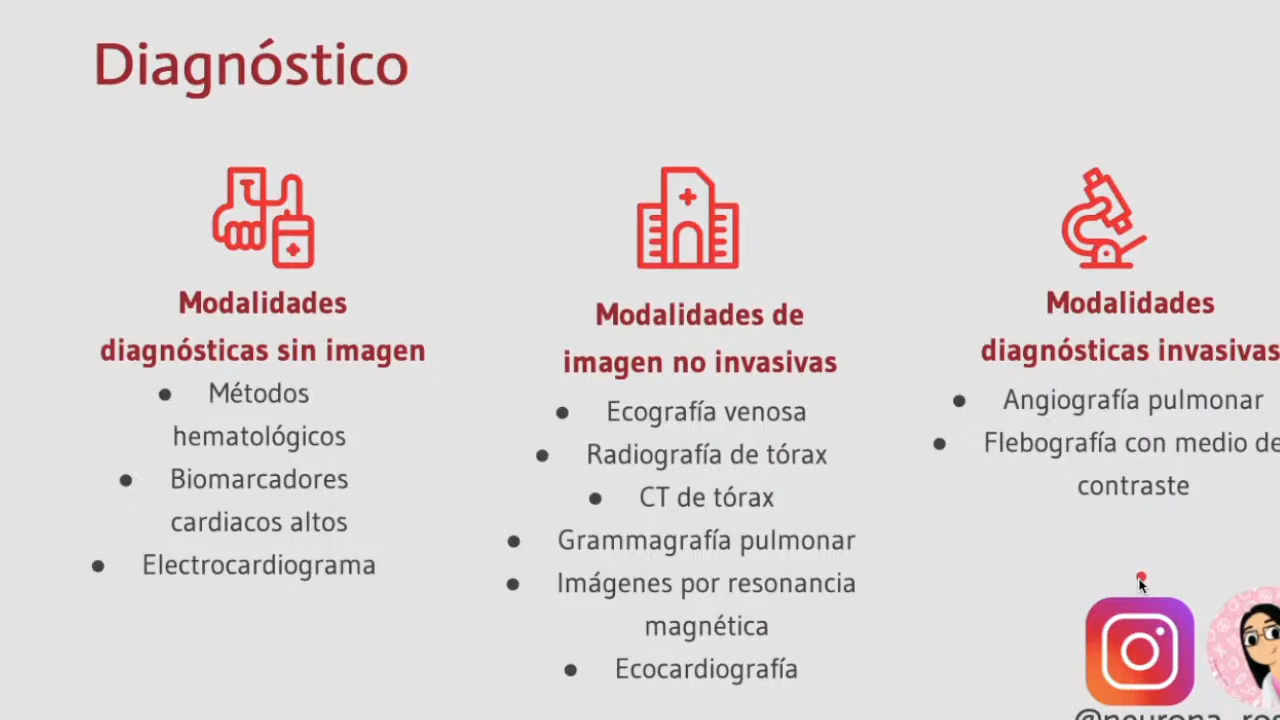 Diagnóstico
Modalidades
diagnósticas sin imagen
● Métodos
hematológicos
● Biomarcadores
cardiacos altos
● Electrocardiograma
Modalidades de
imagen no invasivas
● Ecografía venosa
● Radiografía de tórax
● CT de tórax
● Grammagrafía pulmonar
● Imágenes por resonancia
magnética
● Ecocardiografía
Modalidades
diagnósticas invasivas
● Angiografía pulmonar
● Flebografía con medio de
contraste